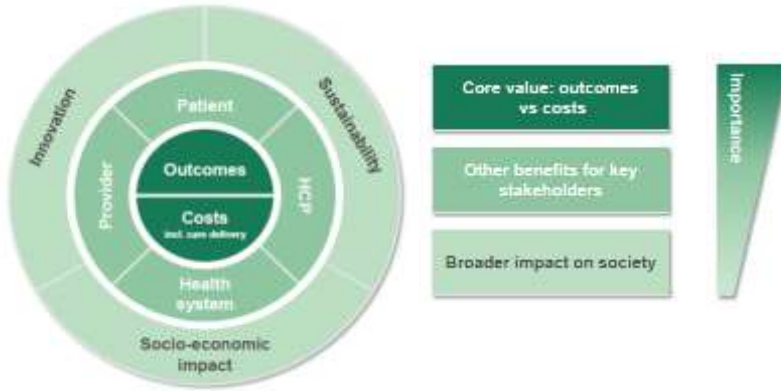 Innovation
Sustainability
Patient
Provider
HCP
Outcomes
Costs
incl. care delivery
Health
system
Socio-economic
impact
Core value: outcomes
vs costs
Other benefits for key
stakeholders
Broader impact on society
Importance